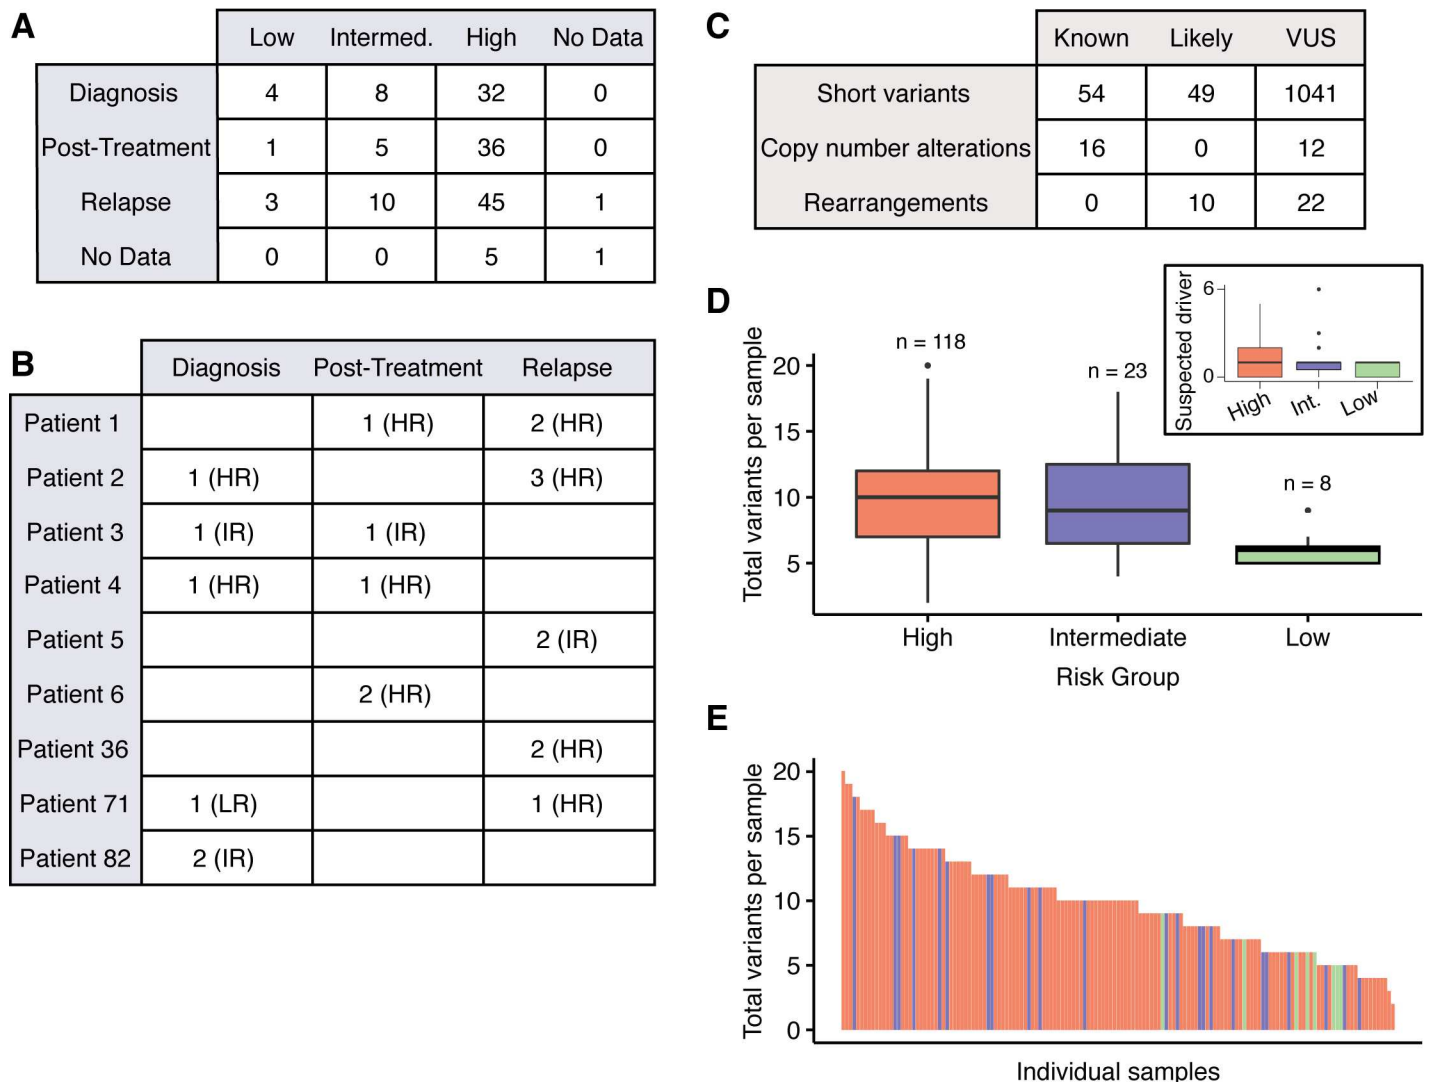 A
Low Intermed. High No Data
Diagnosis 4 8 32 0
Post-Treatment 1 5 36 0
Relapse 3 10 45 1
No Data 0 0 5 1
B
Diagnosis Post-Treatment Relapse
Patient 1 1 (HR) 2 (HR)
Patient 2 1 (HR) 3 (HR)
Patient 3 1 (IR) 1 (IR)
Patient 4 1 (HR) 1 (HR)
Patient 5 2 (IR)
Patient 6 2 (HR)
Patient 36 2 (HR)
Patient 71 1 (LR) 1 (HR)
Patient 82 2 (IR)
C
Known Likely VUS
Short variants 54 49 1041
Copy number alterations 16 0 12
Rearrangements 0 10 22
D
Total variants per sample
20
15
10
5
n = 118
n = 23
n = 8
High Intermediate Low
Risk Group
Suspected driver
6
0
High Int. Low
E
Total variants per sample
20
15
10
5
0
Individual samples